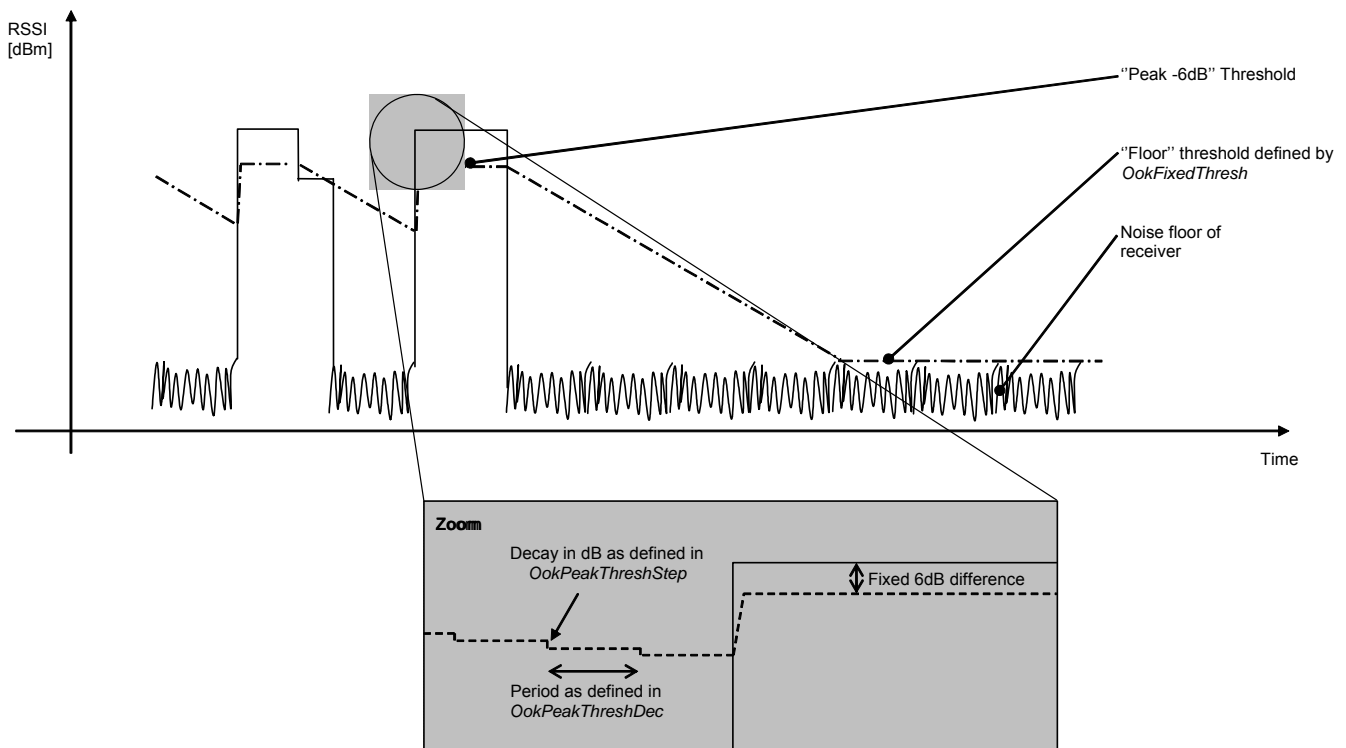 RSSI
[dBm]
‘’Peak -6dB’’ Threshold
‘’Floor’’ threshold defined by
OokFixedThresh
Noise floor of
receiver
Time
Zoom
Decay in dB as defined in
OokPeakThreshStep
Fixed 6dB difference
Period as defined in
OokPeakThreshDec